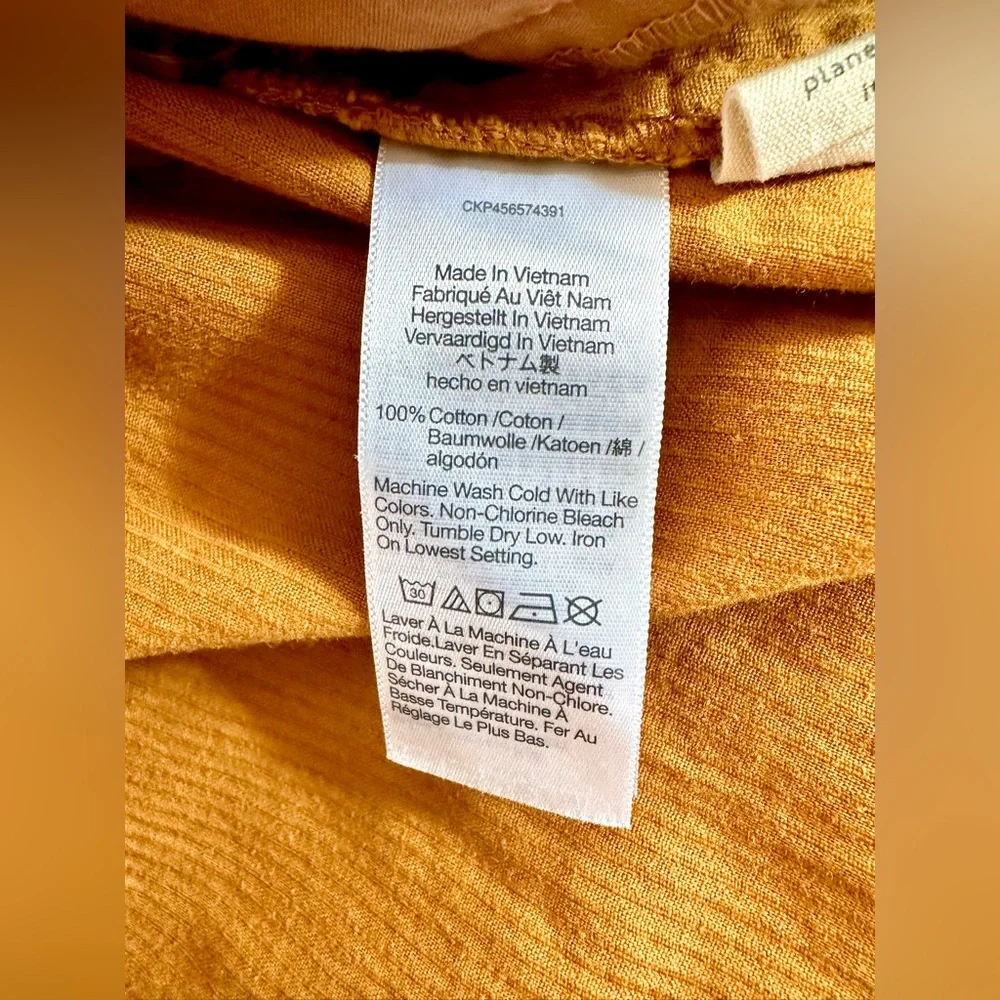 plane
CKP456574391
Made In Vietnam
Fabriqué Au Viêt Nam
Hergestellt In Vietnam
Vervaardigd In Vietnam
ベトナム製
hecho en vietnam
100% Cotton /Coton /
Baumwolle /Katoen /綿 /
algodón
Machine Wash Cold With Like
Colors. Non-Chlorine Bleach
Only. Tumble Dry Low. Iron
On Lowest Setting.
30
Laver À La Machine À L'eau
Froide.Laver En Séparant Les
Couleurs. Seulement Agent
De Blanchiment Non-Chlore.
Sécher À La Machine À
Basse Température. Fer Au
Réglage Le Plus Bas.